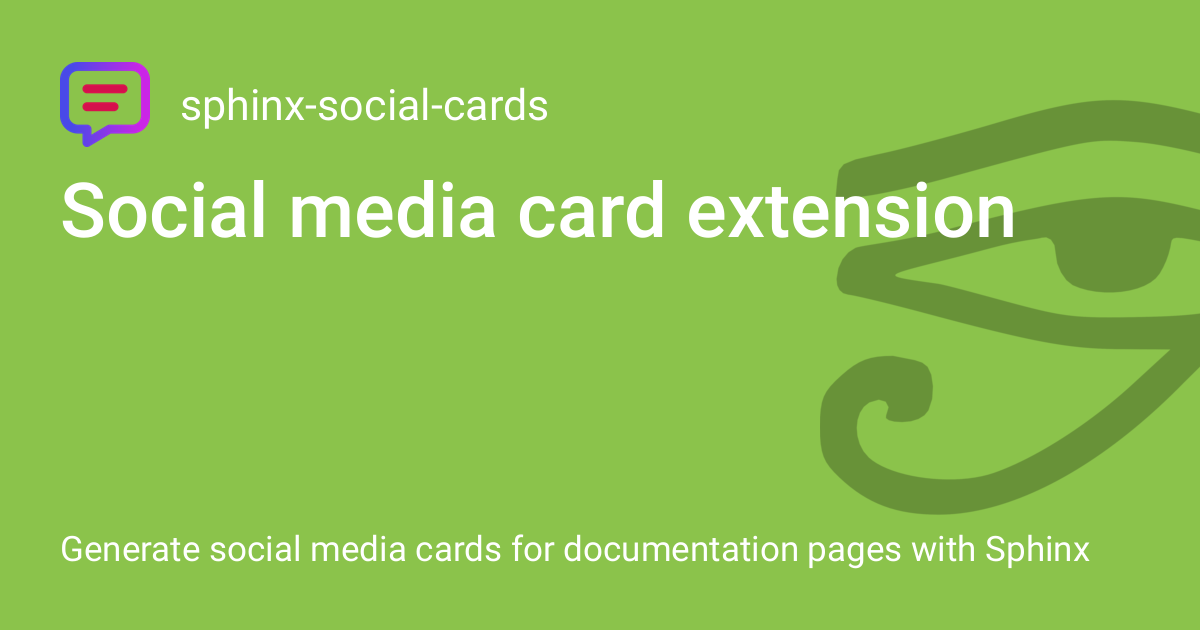 sphinx-social-cards
Social media card extension
Generate social media cards for documentation pages with Sphinx